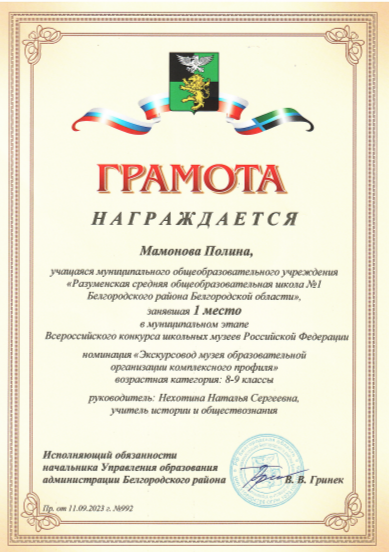 ГРАМОТА
НАГРАЖДАЕТСЯ
Мамонова Полина,
учащаяся муниципального общеобразовательного учреждения
«Разуменская средняя общеобразовательная школа №1
Белгородского района Белгородской области»,
занявшая 1 место
в муниципальном этапе
Всероссийского конкурса школьных музеев Российской Федерации
номинация «Экскурсовод музея образовательной
организации комплексного профиля»
возрастная категория: 8-9 классы
руководитель: Нехотина Наталья Сергеевна,
учитель истории и обществознания
Исполняющий обязанности
начальника Управления образования
администрации Белгородского района
В. В. Гринек
Пр. от 11.09.2023 г. №992